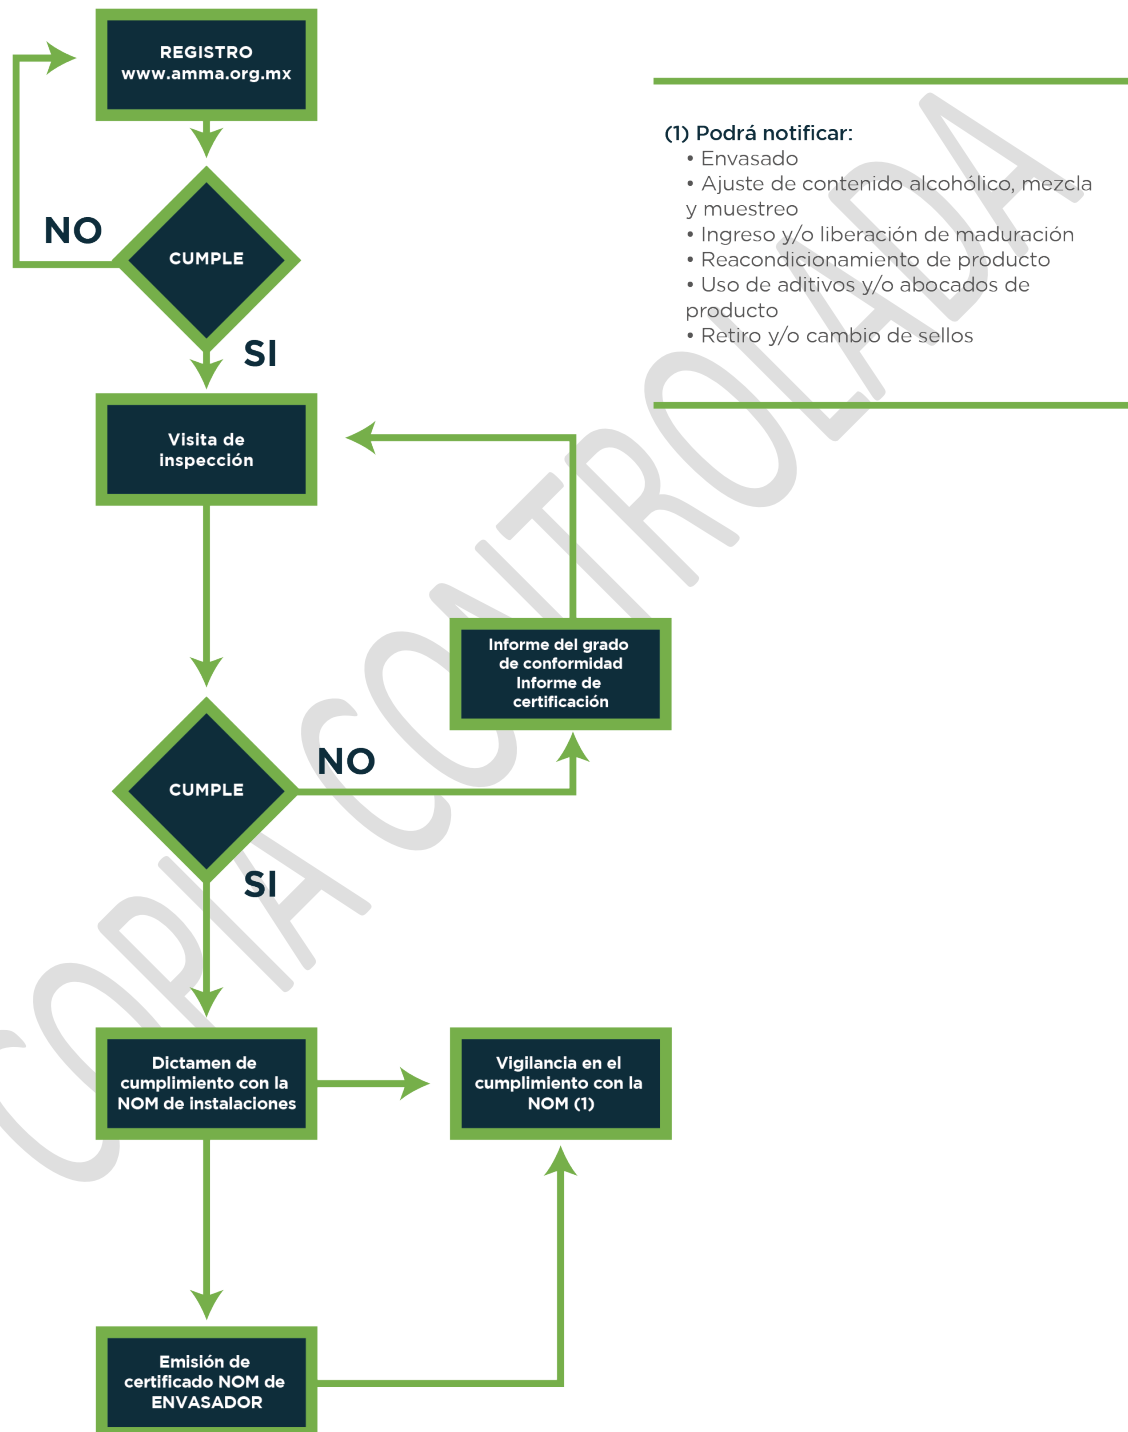 REGISTRO
www.amma.org.mx
(1) Podrá notificar:
• Envasado
• Ajuste de contenido alcohólico, mezcla
y muestreo
• Ingreso y/o liberación de maduración
• Reacondicionamiento de producto
• Uso de aditivos y/o abocados de
producto
• Retiro y/o cambio de sellos
NO
CUMPLE
SI
Visita de
inspección
Informe del grado
de conformidad
Informe de
certificación
NO
CUMPLE
SI
Dictamen de
cumplimiento con la
NOM de instalaciones
Vigilancia en el
cumplimiento con la
NOM (1)
Emisión de
certificado NOM de
ENVASADOR
COPIA CONTROLADA